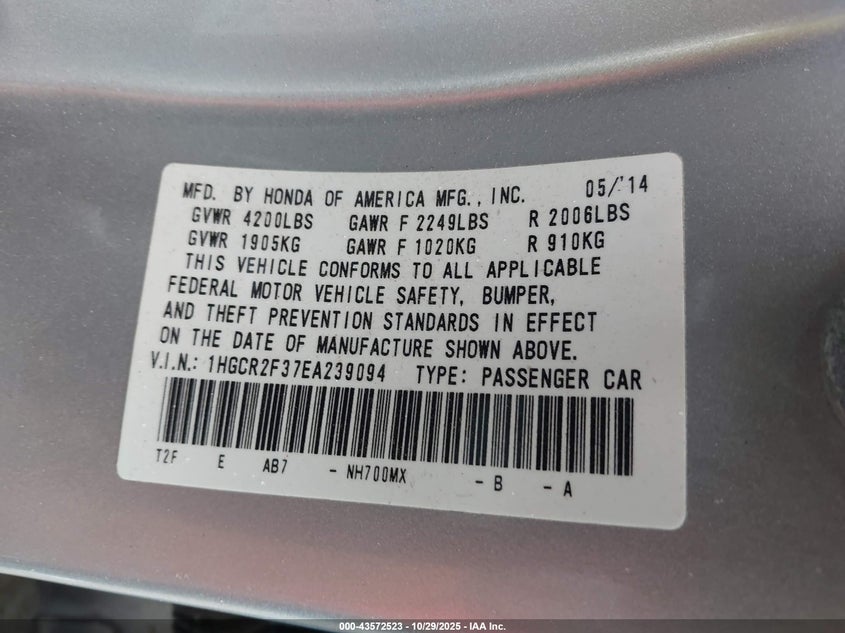 MFD. BY HONDA OF AMERICA MFG., INC. 05/'14
GVWR 4200LBS GAWR F 2249LBS R 2006LBS
GVWR 1905KG GAWR F 1020KG R 910KG
THIS VEHICLE CONFORMS TO ALL APPLICABLE
FEDERAL MOTOR VEHICLE SAFETY, BUMPER,
AND THEFT PREVENTION STANDARDS IN EFFECT
ON THE DATE OF MANUFACTURE SHOWN ABOVE.
V.I.N.: 1HGCR2F37EA239094 TYPE: PASSENGER CAR
T2F E AB7 - NH700MX - B - A
000-43572523 | 10/29/2025 - IAA Inc.